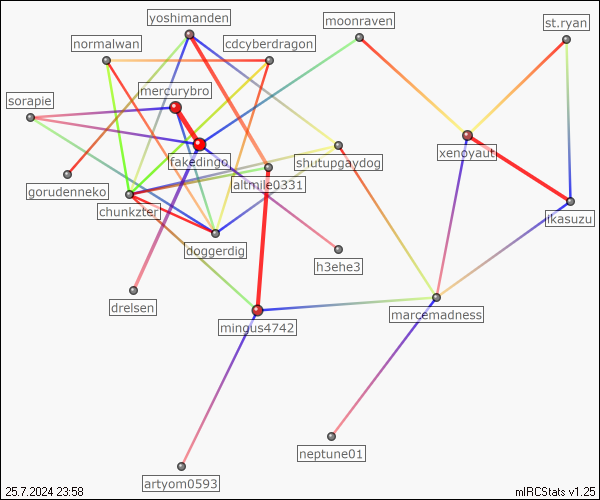 yoshimanden
moonraven
st.ryan
normalwan
cdcyberdragon
mercurybro
sorapie
xenoyaut
fakedingo
shutupgaydog
altmile0331
gorudenneko
chunkzter
ikasuzu
doggerdig
h3ehe3
drelsen
marcemadness
mingus4742
neptune01
artyom0593
25.7.2024 23:58
mIRCStats v1.25